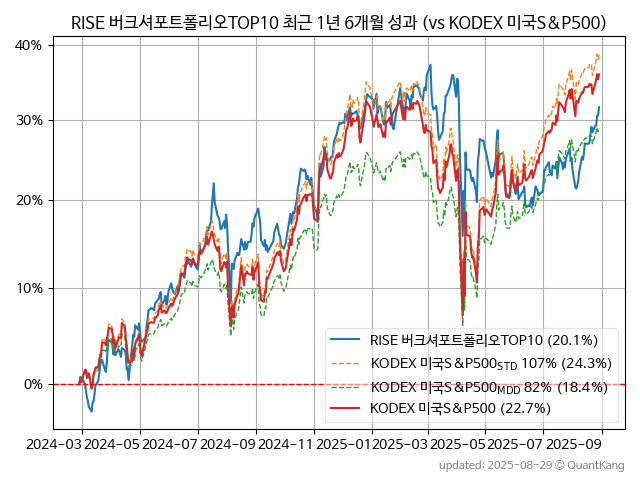 RISE 버크셔포트폴리오TOP10 최근 1년 6개월 성과 (vs KODEX 미국S&P500)
40%
30%
20%
10%
0%
RISE 버크셔포트폴리오TOP10 (20.1%)
KODEX 미국S&P500STD 107% (24.3%)
KODEX 미국S&P500MDD 82% (18.4%)
KODEX 미국S&P500 (22.7%)
2024-03 2024-05 2024-07 2024-09 2024-11 2025-01 2025-03 2025-05 2025-07 2025-09
updated: 2025-08-29 © QuantKang